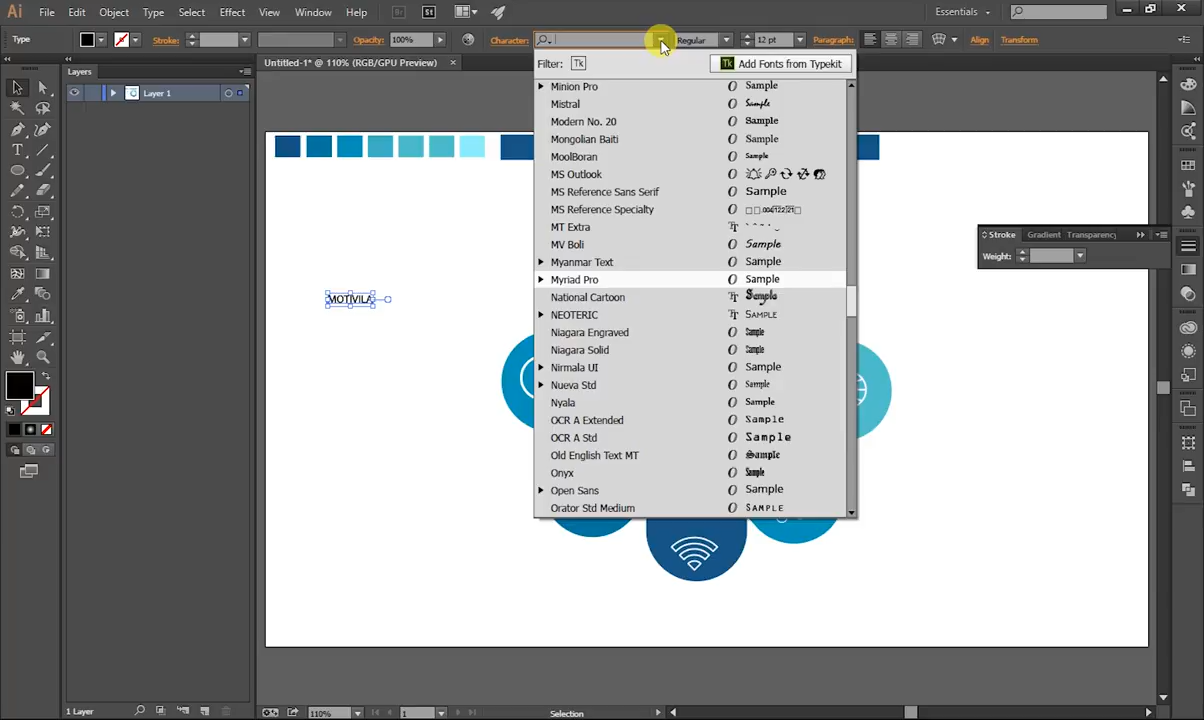 Ai File Edit Object Type Select Effect View Window Help Br St Essentials
Type Stroke: Opacity: 100% Character: Regular 12 pt Paragraph: Align Transform
Untitled-1* @ 110% (RGB/GPU Preview)
Filter: Tk Tk Add Fonts from Typekit
Layers
Layer 1
Minion Pro O Sample
Mistral O Sample
Modern No. 20 O Sample
Mongolian Baiti O Sample
MoolBoran O Sample
MS Outlook O
MS Reference Sans Serif O Sample
MS Reference Specialty O
MT Extra
MV Boli O Sample
Myanmar Text O Sample
Myriad Pro O Sample
National Cartoon Sample
NEOTERIC Sample
Niagara Engraved O Sample
Niagara Solid O Sample
Nirmala UI O Sample
Nueva Std O Sample
Nyala O Sample
OCR A Extended O Sample
OCR A Std O Sample
Old English Text MT O Sample
Onyx O Sample
Open Sans O Sample
Orator Std Medium O Sample
Stroke Gradient Transparency
Weight:
MOTIVILA
1 Layer 110% 1 Selection